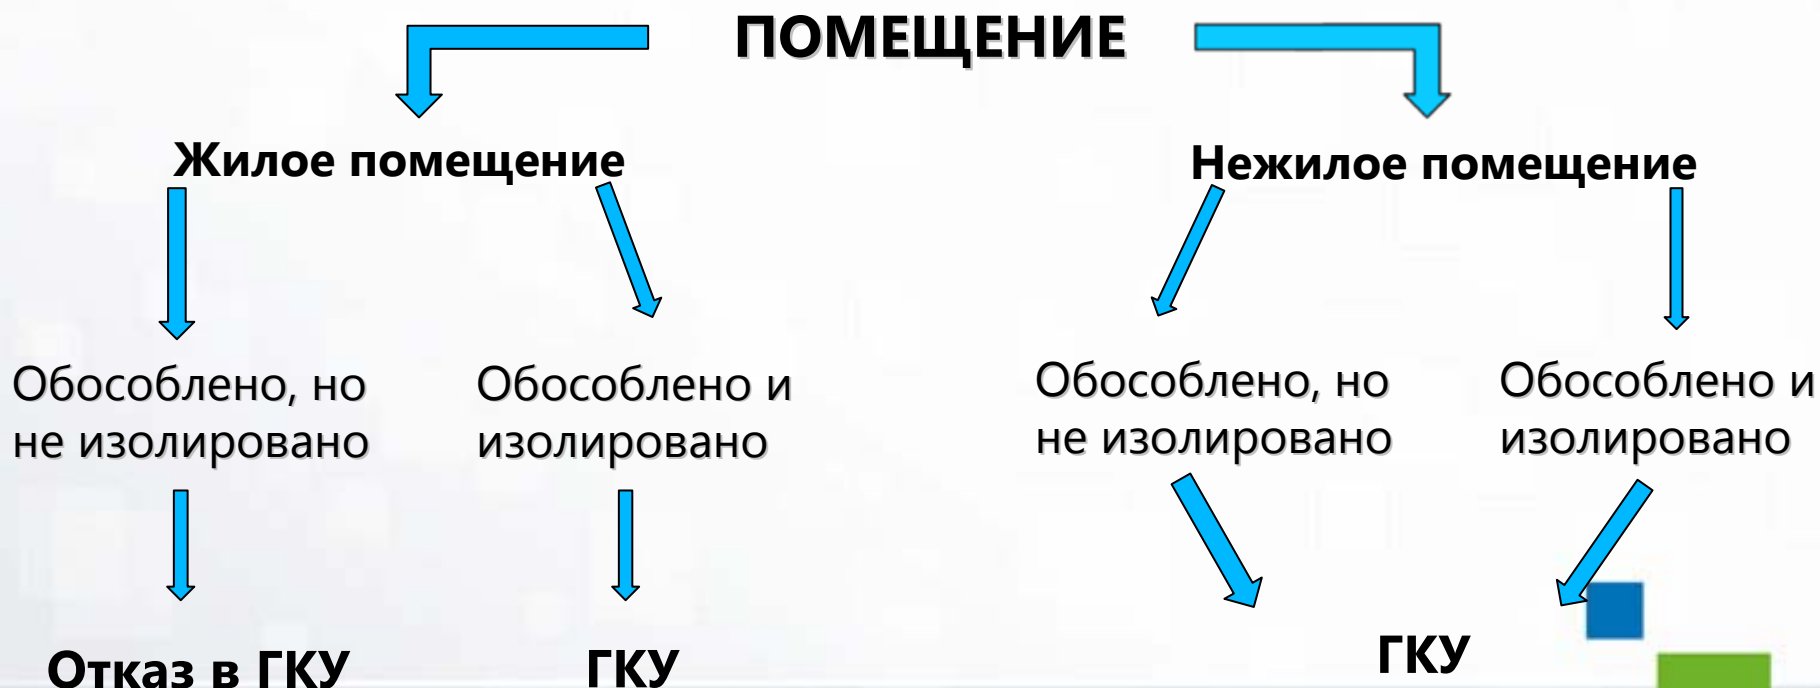 ПОМЕЩЕНИЕ
Жилое помещение
Нежилое помещение
Обособлено, но
не изолировано
Обособлено и
изолировано
Обособлено, но
не изолировано
Обособлено и
изолировано
Отказ в ГКУ
ГКУ
ГКУ